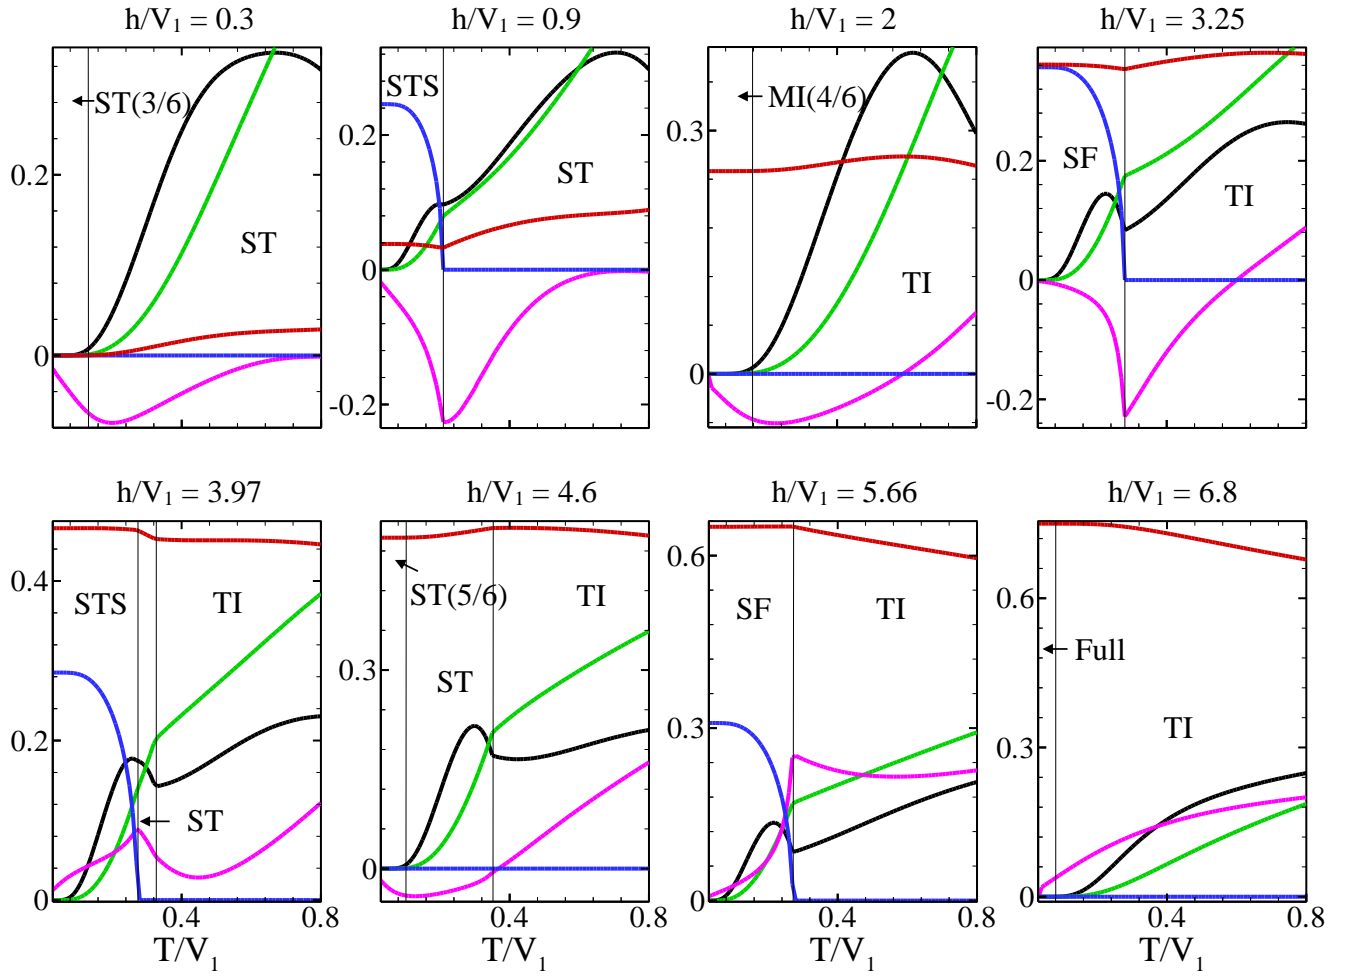 h/V1 = 0.3
h/V1 = 0.9
h/V1 = 2
h/V1 = 3.25
0.2
0
ST(3/6)
ST
0.2
0
-0.2
STS
ST
0.3
0
MI(4/6)
TI
0.2
0
-0.2
SF
TI
h/V1 = 3.97
h/V1 = 4.6
h/V1 = 5.66
h/V1 = 6.8
0.4
0.2
0
STS
TI
ST
0.4
0.8
T/V1
0.3
0
ST(5/6)
TI
ST
0.4
0.8
T/V1
0.6
0.3
0
SF
TI
0.4
0.8
T/V1
0.6
0.3
0
Full
TI
0.4
0.8
T/V1